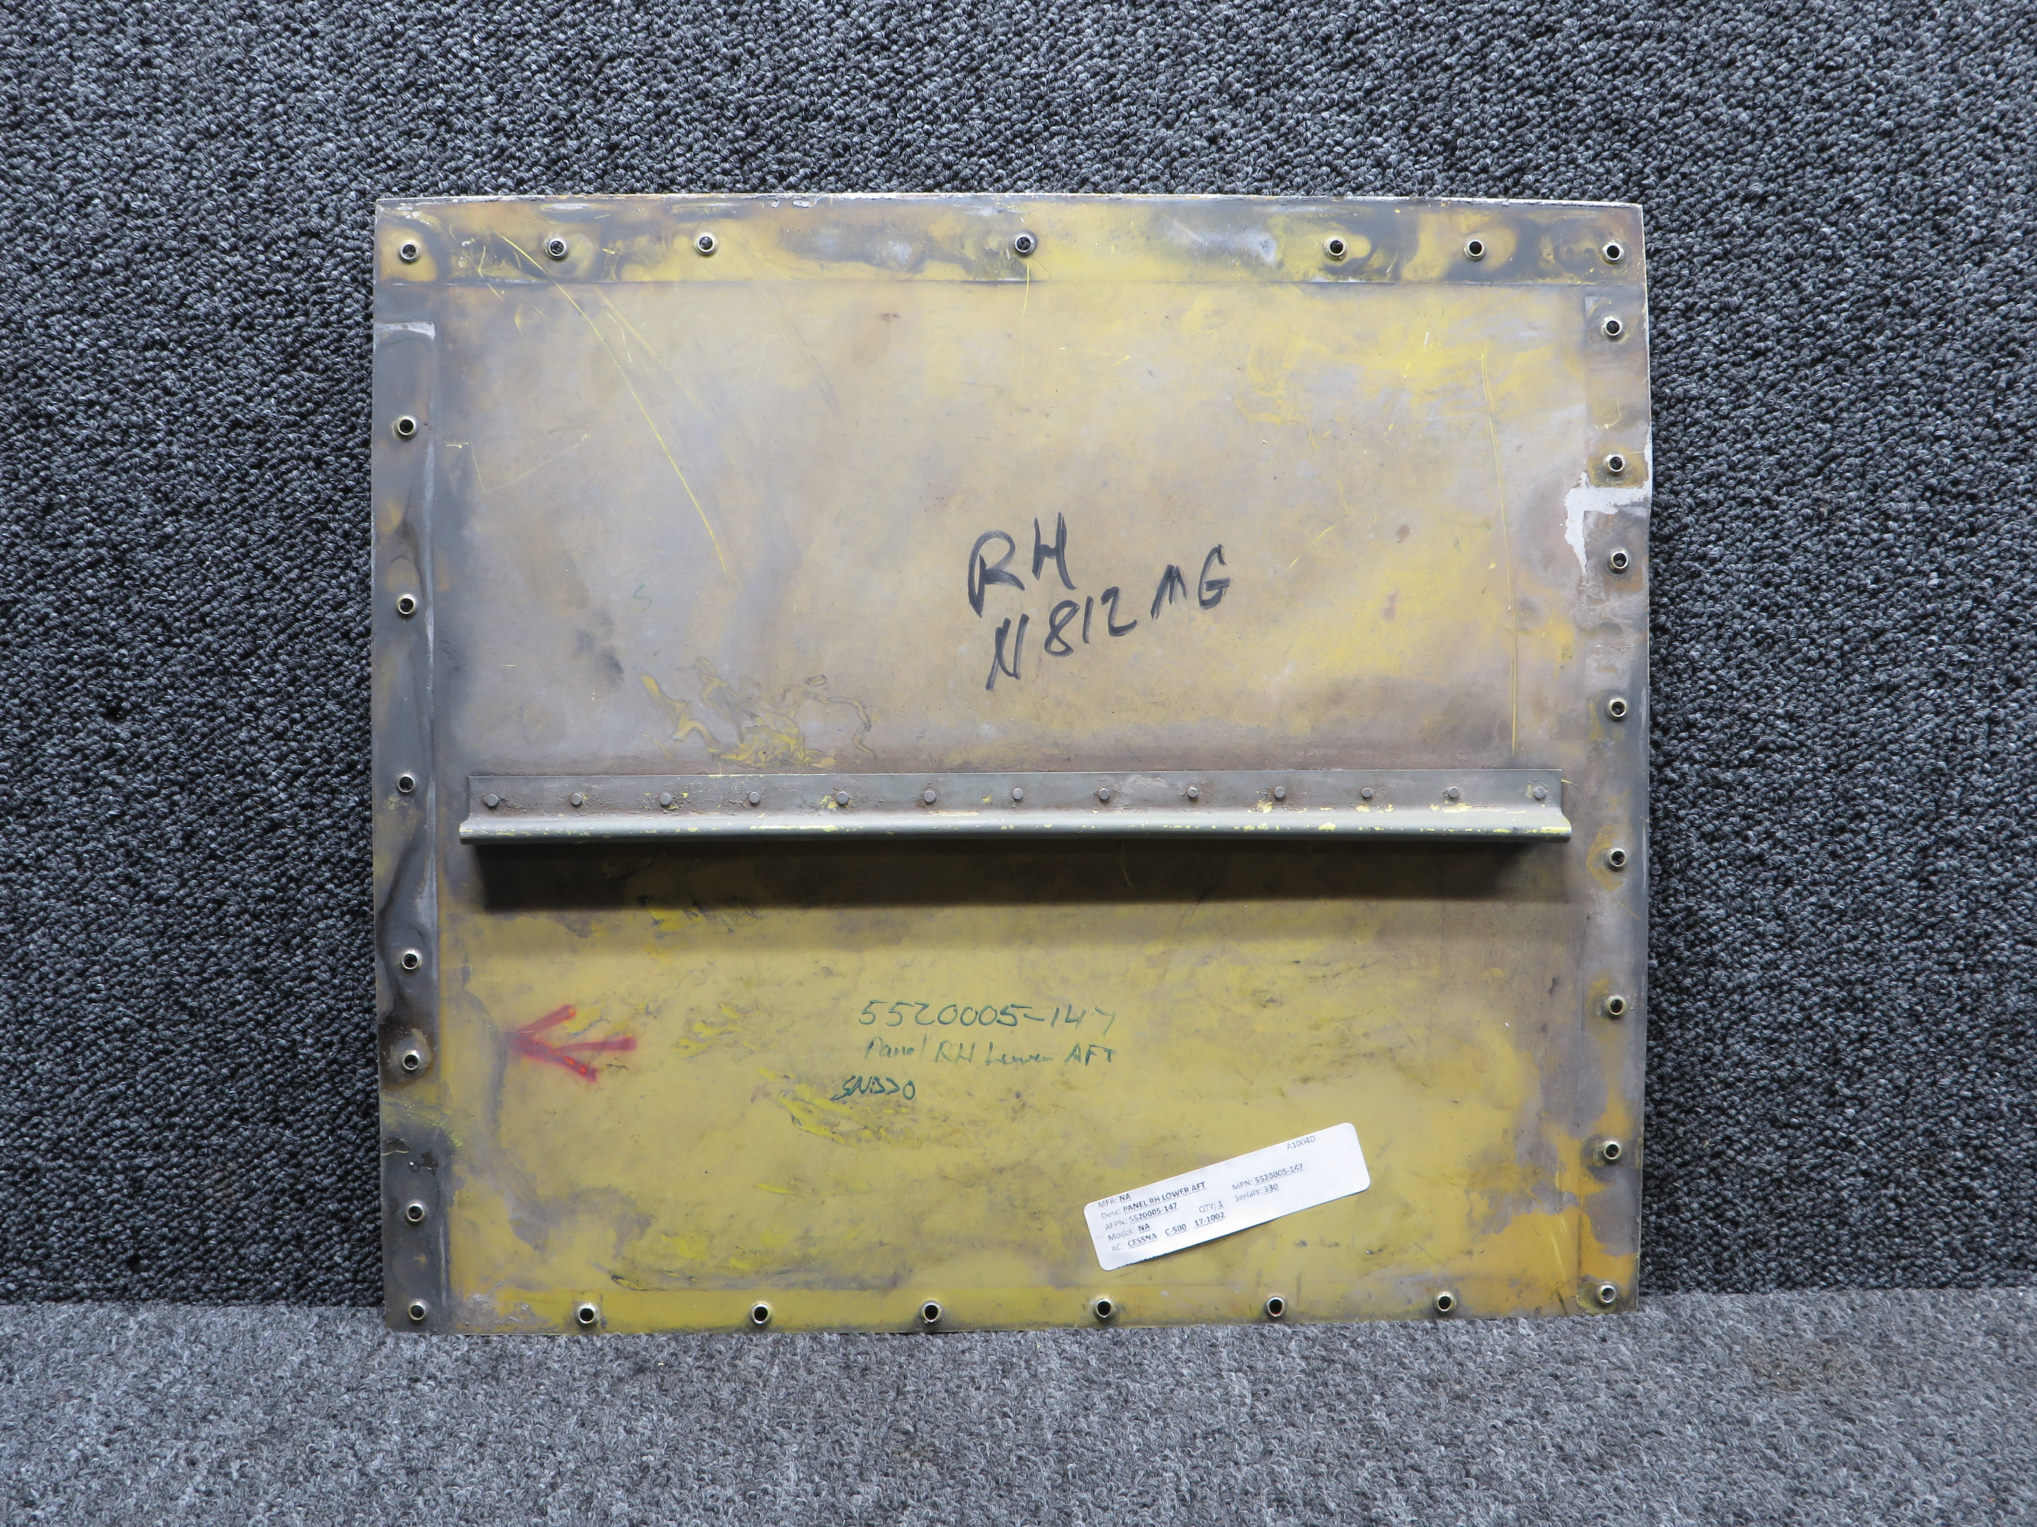 RH
N812MG
5520005-147
Panel RH Lower AFT
SN330
A1004D
MFR: NA
Desc: PANEL RH LOWER AFT MPN: 5520005-147
AFPN: 5520005-147 QTY: 1 Serial#: 330
Model: NA
AC: CESSNA C-500 17-1002